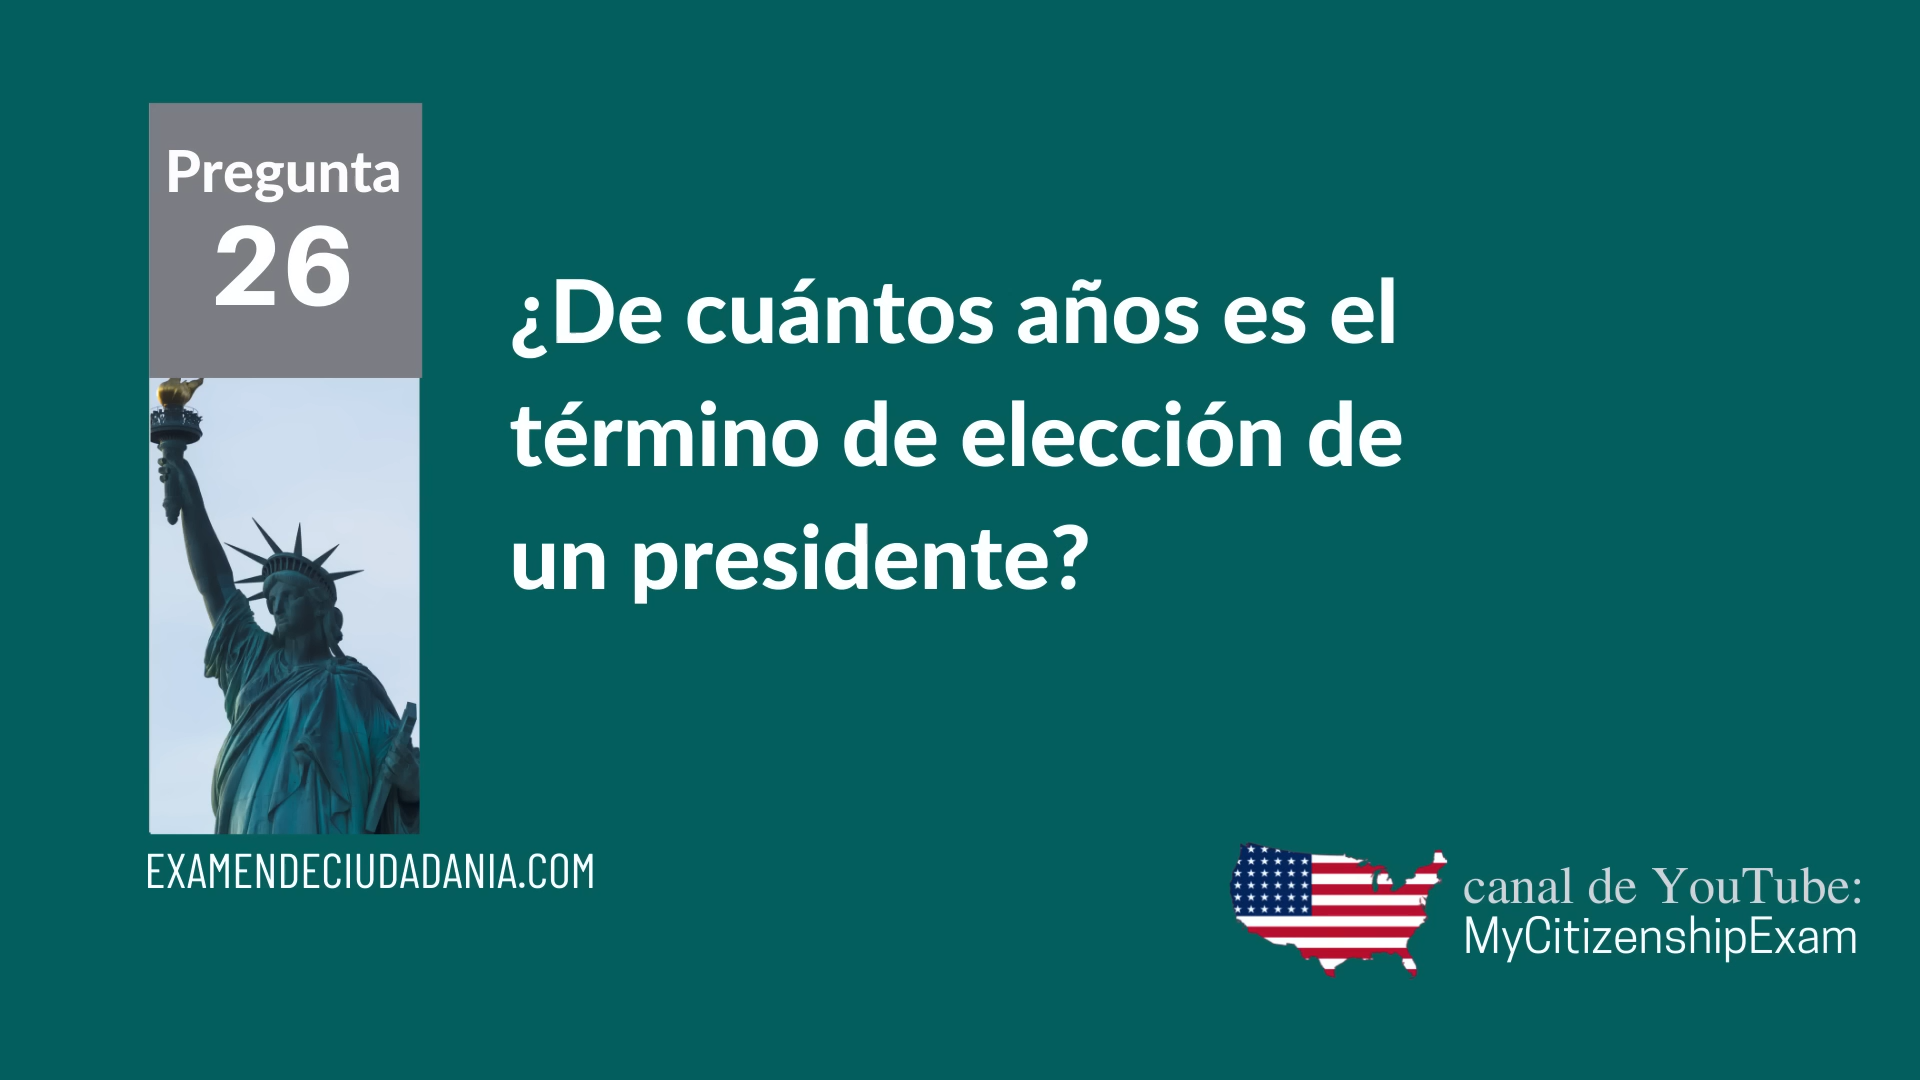 Pregunta
26
¿De cuántos años es el
término de elección de
un presidente?
EXAMENDECIUDADANIA.COM
canal de YouTube:
MyCitizenshipExam